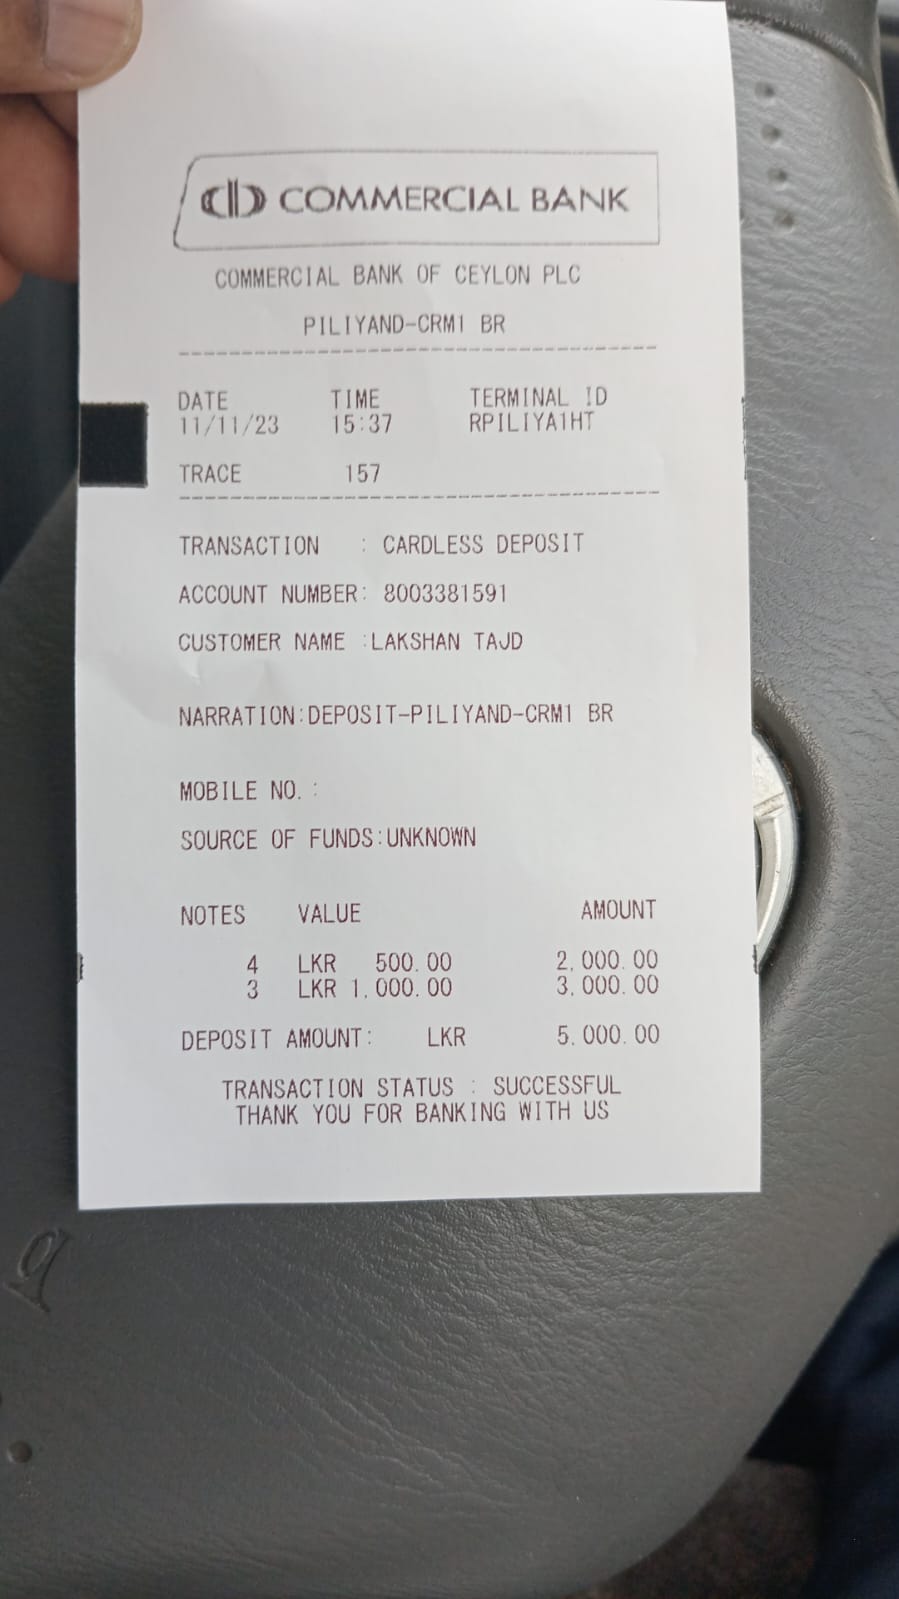 COMMERCIAL BANK
COMMERCIAL BANK OF CEYLON PLC
PILIYAND-CRM1 BR
DATE TIME TERMINAL ID
11/11/23 15:37 RPILIYA1HT
TRACE 157
TRANSACTION : CARDLESS DEPOSIT
ACCOUNT NUMBER: 8003381591
CUSTOMER NAME :LAKSHAN TAJD
NARRATION:DEPOSIT-PILIYAND-CRM1 BR
MOBILE NO. :
SOURCE OF FUNDS:UNKNOWN
NOTES VALUE AMOUNT
4 LKR 500.00 2,000.00
3 LKR 1,000.00 3,000.00
DEPOSIT AMOUNT: LKR 5,000.00
TRANSACTION STATUS : SUCCESSFUL
THANK YOU FOR BANKING WITH US